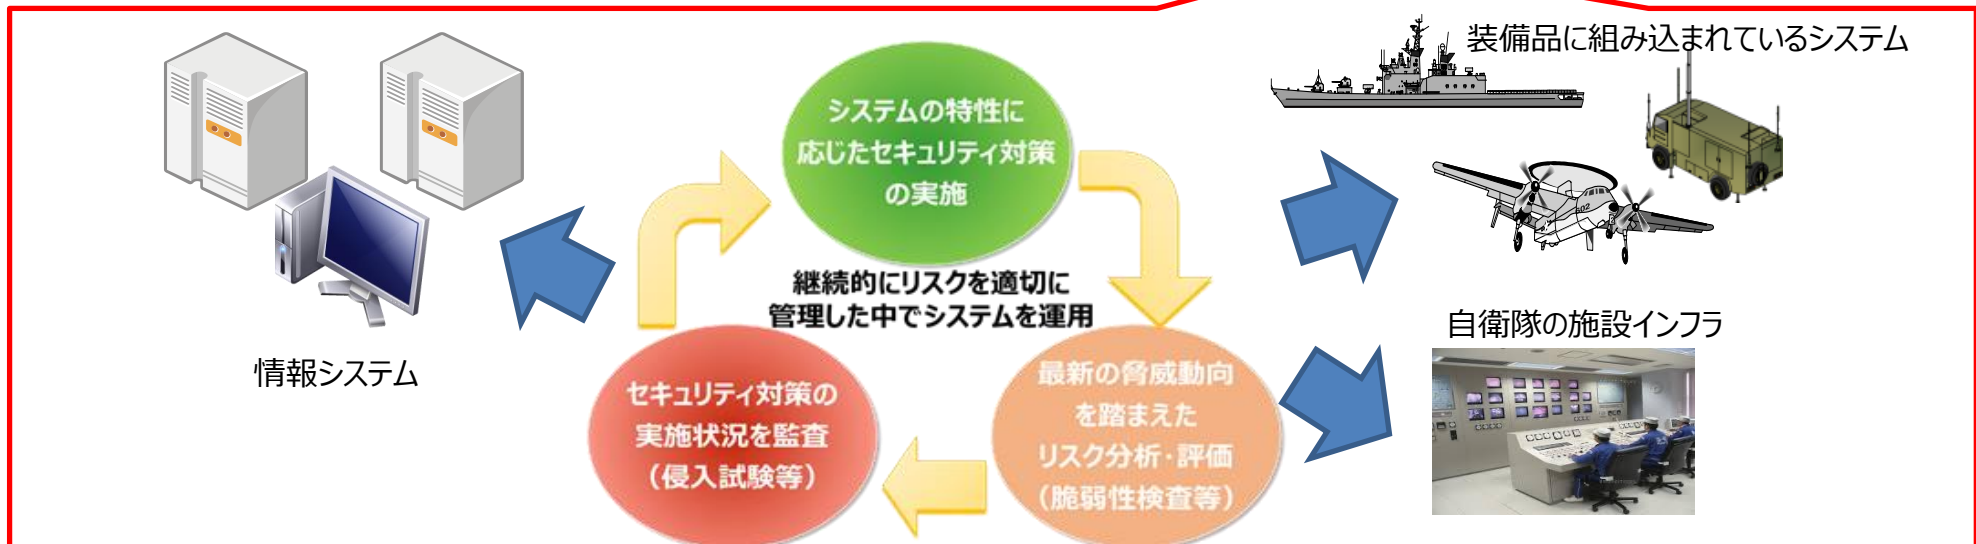 装備品に組み込まれているシステム
システムの特性に
応じたセキュリティ対策
の実施
継続的にリスクを適切に
管理した中でシステムを運用
情報システム
自衛隊の施設インフラ
セキュリティ対策の
実施状況を監査
(侵入試験等)
最新の脅威動向
を踏まえた
リスク分析・評価
(脆弱性検査等)
602